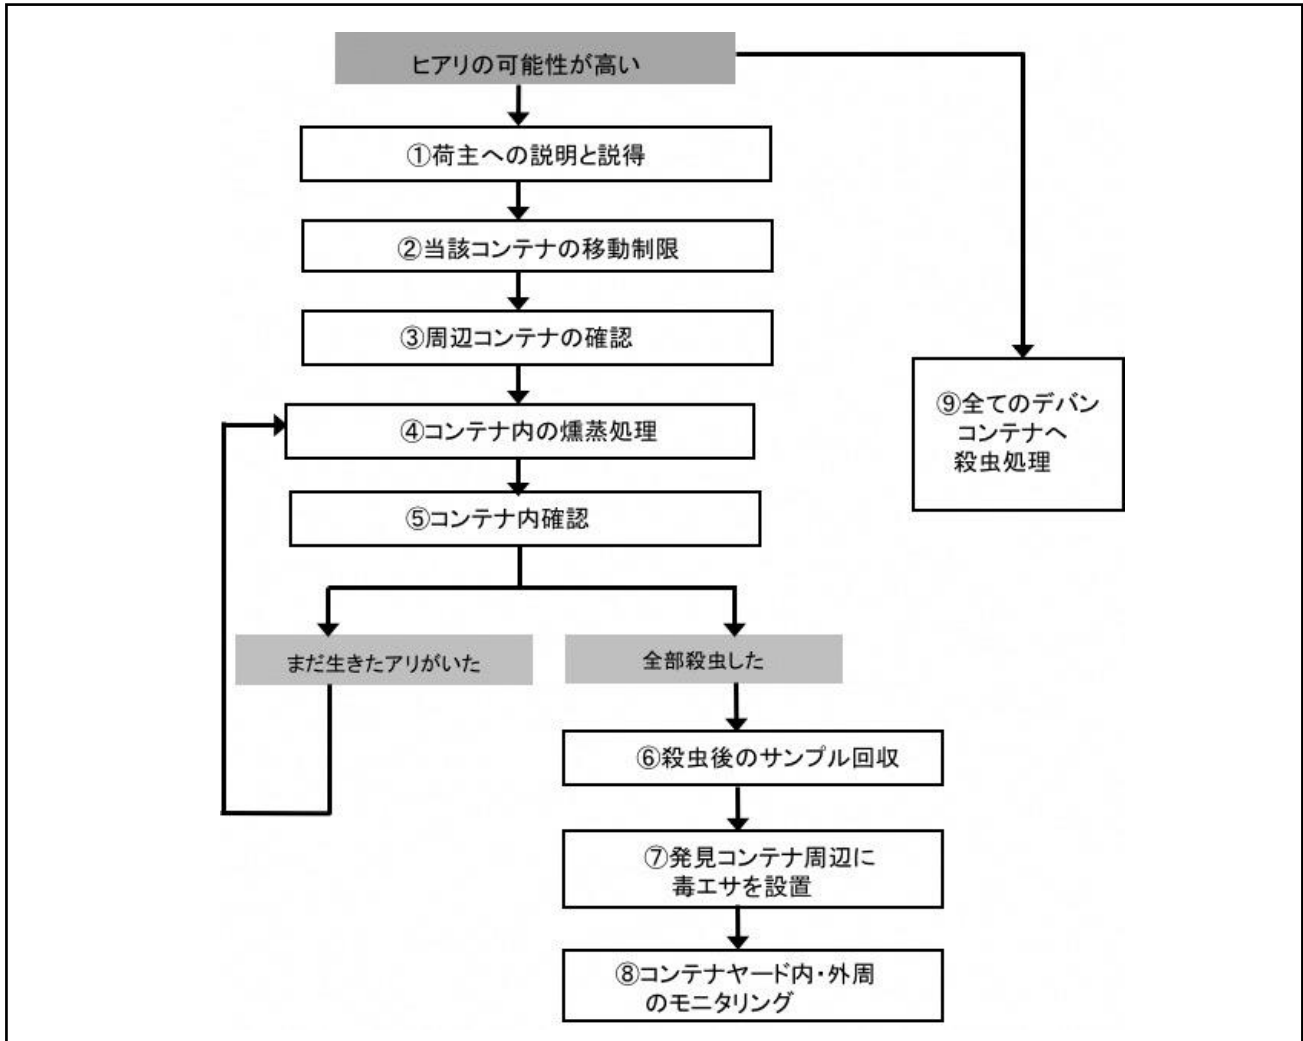 ヒアリの可能性が高い
①荷主への説明と説得
②当該コンテナの移動制限
③周辺コンテナの確認
④コンテナ内の燻蒸処理
⑤コンテナ内確認
まだ生きたアリがいた
全部殺虫した
⑥殺虫後のサンプル回収
⑦発見コンテナ周辺に
毒エサを設置
⑧コンテナヤード内・外周
のモニタリング
⑨全てのデバン
コンテナへ
殺虫処理